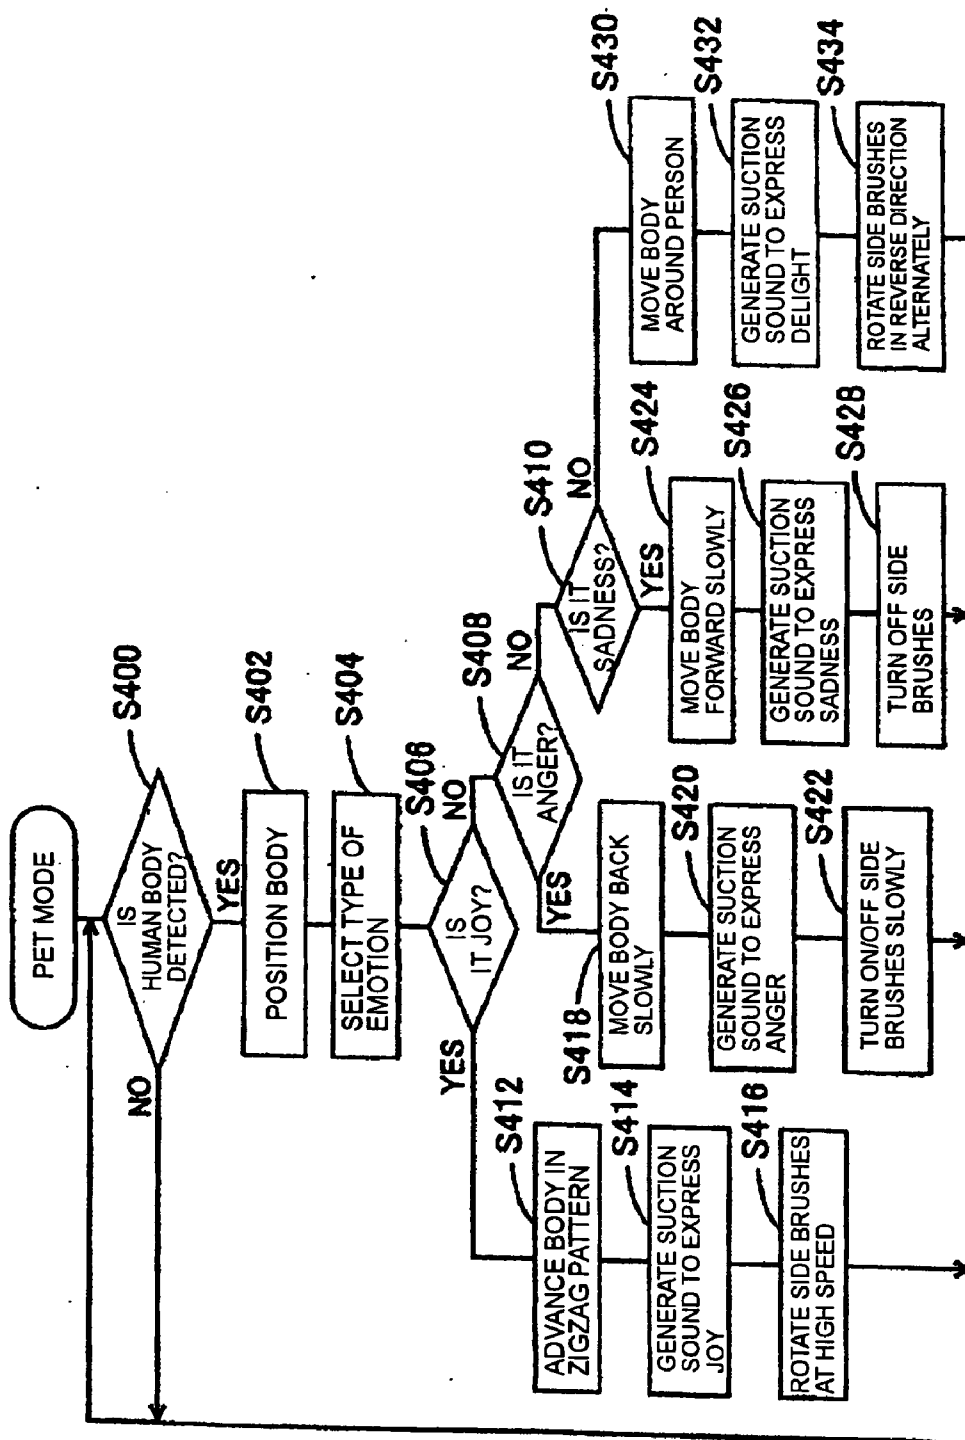 PET MODE
S400
IS
HUMAN BODY
DETECTED?
NO
YES
S402
POSITION BODY
S404
SELECT TYPE OF
EMOTION
S406
IS
IT JOY?
YES
NO
S408
IS IT
ANGER?
YES
NO
S410
IS IT
SADNESS?
YES
NO
S412
ADVANCE BODY IN
ZIGZAG PATTERN
S414
GENERATE SUCTION
SOUND TO EXPRESS
JOY
S416
ROTATE SIDE BRUSHES
AT HIGH SPEED
S418
MOVE BODY BACK
SLOWLY
S420
GENERATE SUCTION
SOUND TO EXPRESS
ANGER
S422
TURN ON/OFF SIDE
BRUSHES SLOWLY
S424
MOVE BODY
FORWARD SLOWLY
S426
GENERATE SUCTION
SOUND TO EXPRESS
SADNESS
S428
TURN OFF SIDE
BRUSHES
S430
MOVE BODY
AROUND PERSON
S432
GENERATE SUCTION
SOUND TO EXPRESS
DELIGHT
S434
ROTATE SIDE BRUSHES
IN REVERSE DIRECTION
ALTERNATELY